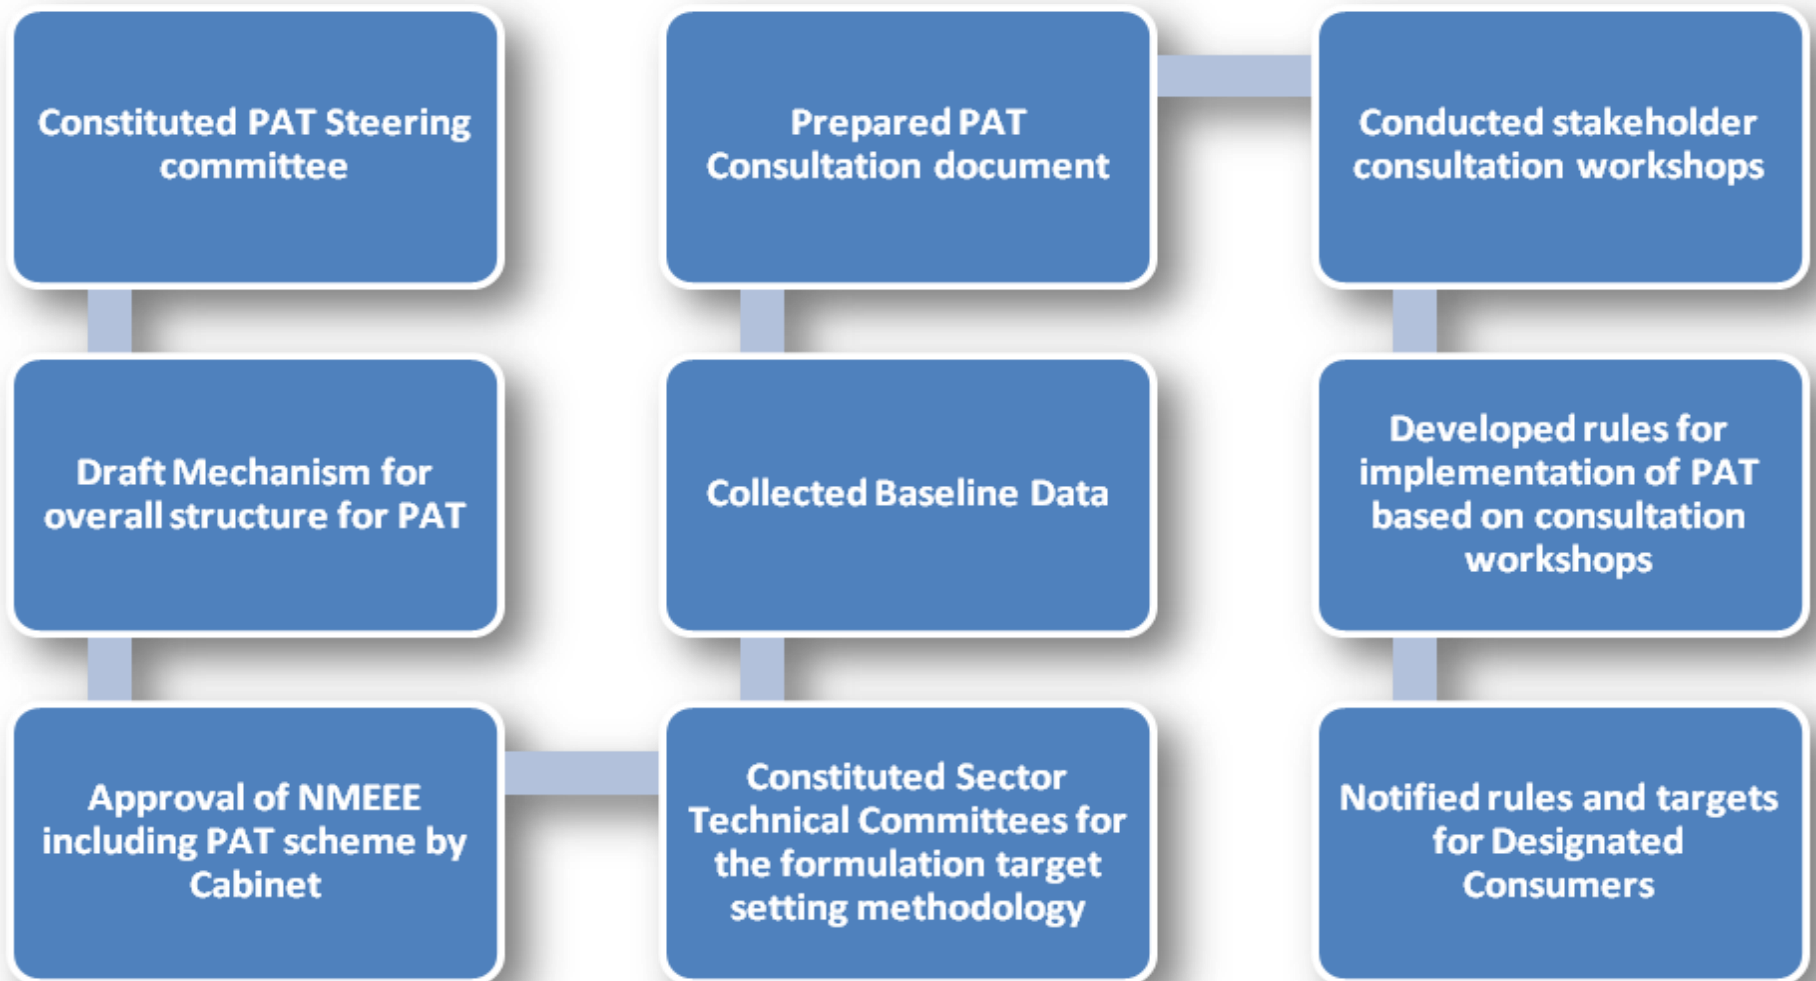 Constituted PAT Steering
committee
Draft Mechanism for
overall structure for PAT
Approval of NMEEE
including PAT scheme by
Cabinet
Constituted Sector
Technical Committees for
the formulation target
setting methodology
Collected Baseline Data
Prepared PAT
Consultation document
Conducted stakeholder
consultation workshops
Developed rules for
implementation of PAT
based on consultation
workshops
Notified rules and targets
for Designated
Consumers